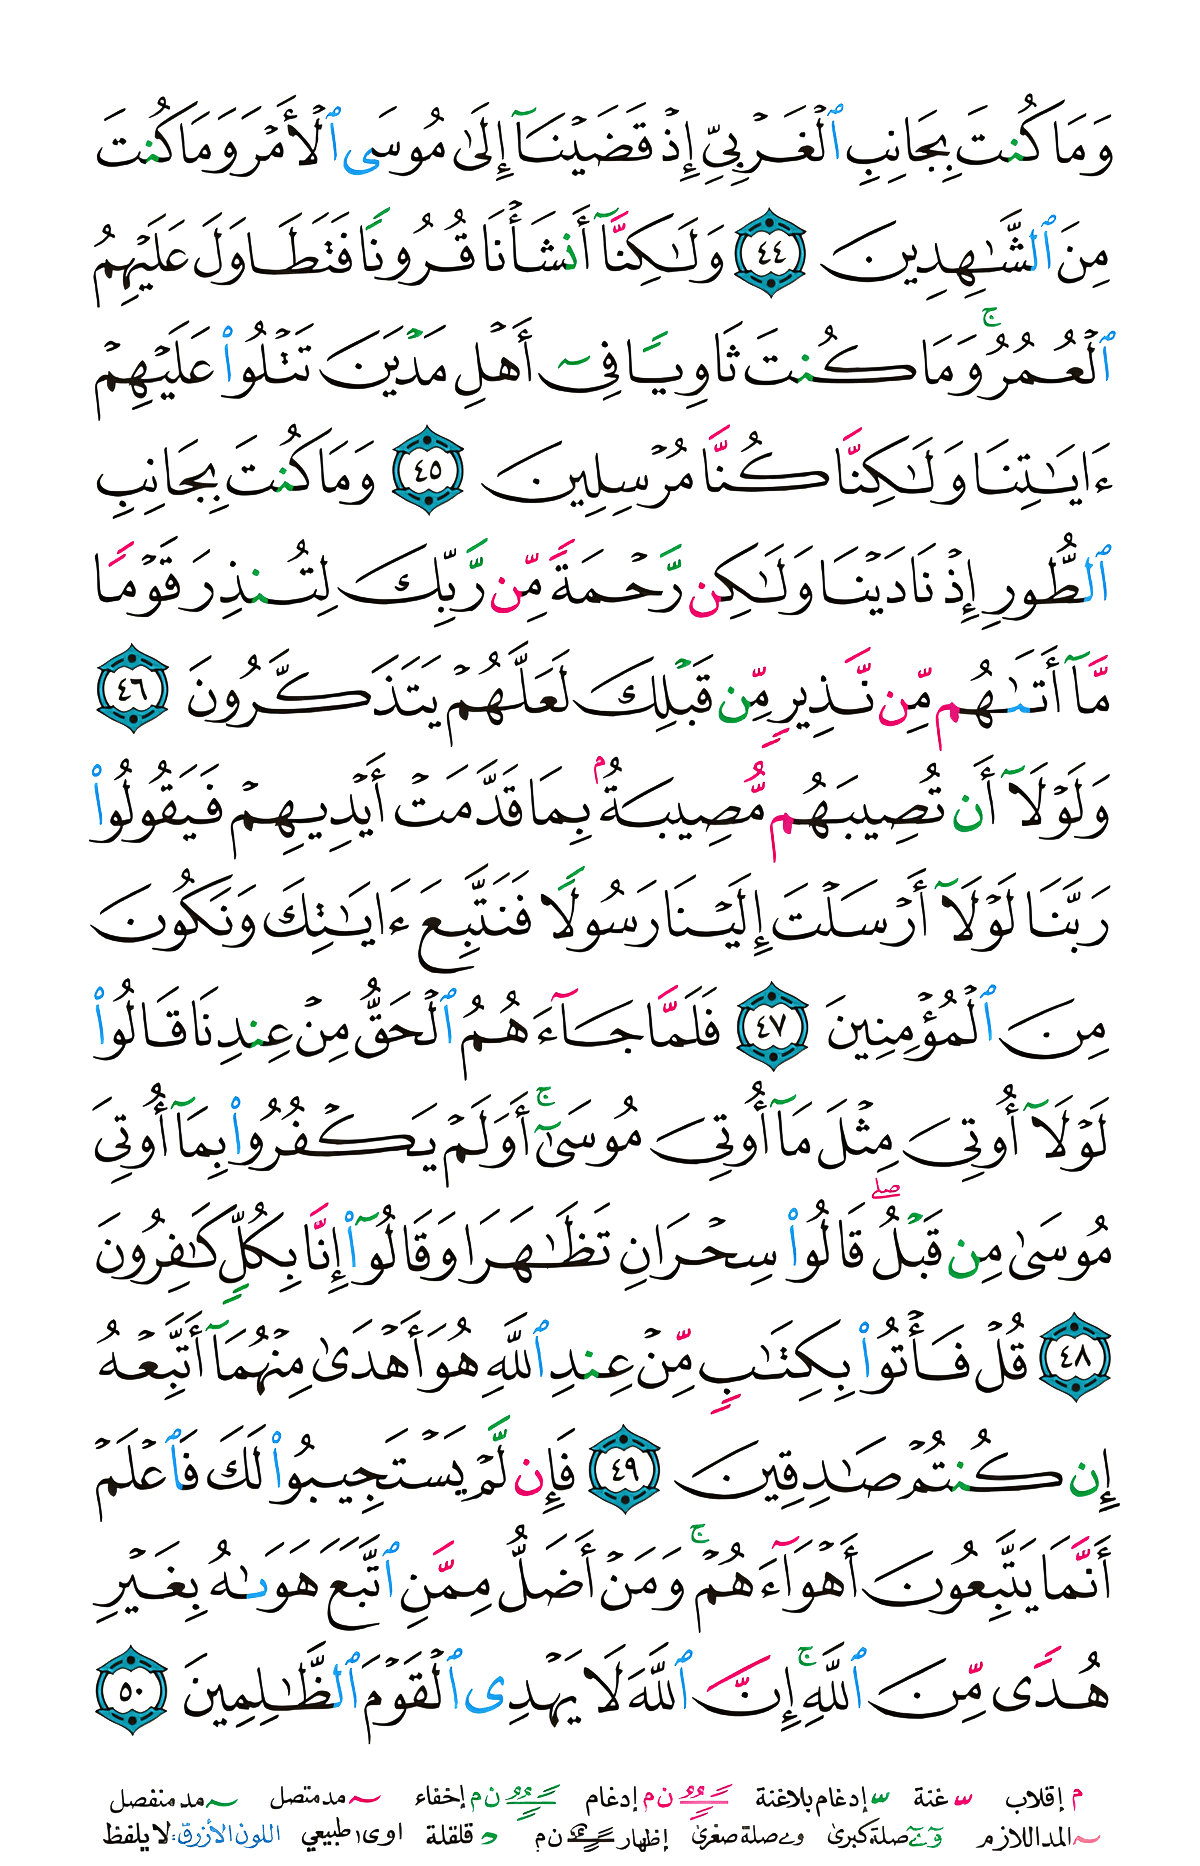 وَمَا كُنتَ بِجَانِبِ ٱلْغَرْبِيِّ إِذْ قَضَيْنَآ إِلَىٰ مُوسَى ٱلْأَمْرَ وَمَا كُنتَ
مِنَ ٱلشَّٰهِدِينَ ٤٤ وَلَٰكِنَّآ أَنشَأْنَا قُرُونًا فَتَطَاوَلَ عَلَيْهِمُ
ٱلْعُمُرُ ۚ وَمَا كُنتَ ثَاوِيًا فِىٓ أَهْلِ مَدْيَنَ تَتْلُوا۟ عَلَيْهِمْ
ءَايَٰتِنَا وَلَٰكِنَّا كُنَّا مُرْسِلِينَ ٤٥ وَمَا كُنتَ بِجَانِبِ
ٱلطُّورِ إِذْ نَادَيْنَا وَلَٰكِن رَّحْمَةً مِّن رَّبِّكَ لِتُنذِرَ قَوْمًا
مَّآ أَتَىٰهُم مِّن نَّذِيرٍ مِّن قَبْلِكَ لَعَلَّهُمْ يَتَذَكَّرُونَ ٤٦
وَلَوْلَآ أَن تُصِيبَهُم مُّصِيبَةٌۢ بِمَا قَدَّمَتْ أَيْدِيهِمْ فَيَقُولُوا۟
رَبَّنَا لَوْلَآ أَرْسَلْتَ إِلَيْنَا رَسُولًا فَنَتَّبِعَ ءَايَٰتِكَ وَنَكُونَ
مِنَ ٱلْمُؤْمِنِينَ ٤٧ فَلَمَّا جَآءَهُمُ ٱلْحَقُّ مِنْ عِندِنَا قَالُوا۟
لَوْلَآ أُوتِىَ مِثْلَ مَآ أُوتِىَ مُوسَىٰٓ ۚ أَوَلَمْ يَكْفُرُوا۟ بِمَآ أُوتِىَ
مُوسَىٰ مِن قَبْلُ ۖ قَالُوا۟ سِحْرَانِ تَظَٰهَرَا وَقَالُوٓا۟ إِنَّا بِكُلٍّ كَٰفِرُونَ
٤٨ قُلْ فَأْتُوا۟ بِكِتَٰبٍ مِّنْ عِندِ ٱللَّهِ هُوَ أَهْدَىٰ مِنْهُمَآ أَتَّبِعْهُ
إِن كُنتُمْ صَٰدِقِينَ ٤٩ فَإِن لَّمْ يَسْتَجِيبُوا۟ لَكَ فَٱعْلَمْ
أَنَّمَا يَتَّبِعُونَ أَهْوَآءَهُمْ ۚ وَمَنْ أَضَلُّ مِمَّنِ ٱتَّبَعَ هَوَىٰهُ بِغَيْرِ
هُدًى مِّنَ ٱللَّهِ ۚ إِنَّ ٱللَّهَ لَا يَهْدِى ٱلْقَوْمَ ٱلظَّٰلِمِينَ ٥٠
م إقلاب ّ غنة ّ إدغام بلاغنة ن م إدغام ن م إخفاء ~ مد متصل ~ مد منفصل
~ المد اللازم وۤ ےۤ صلة كبرى و ے صلة صغرى إظهار ن م د قلقلة ا و ى طبيعي اللون الأزرق: لا يلفظ